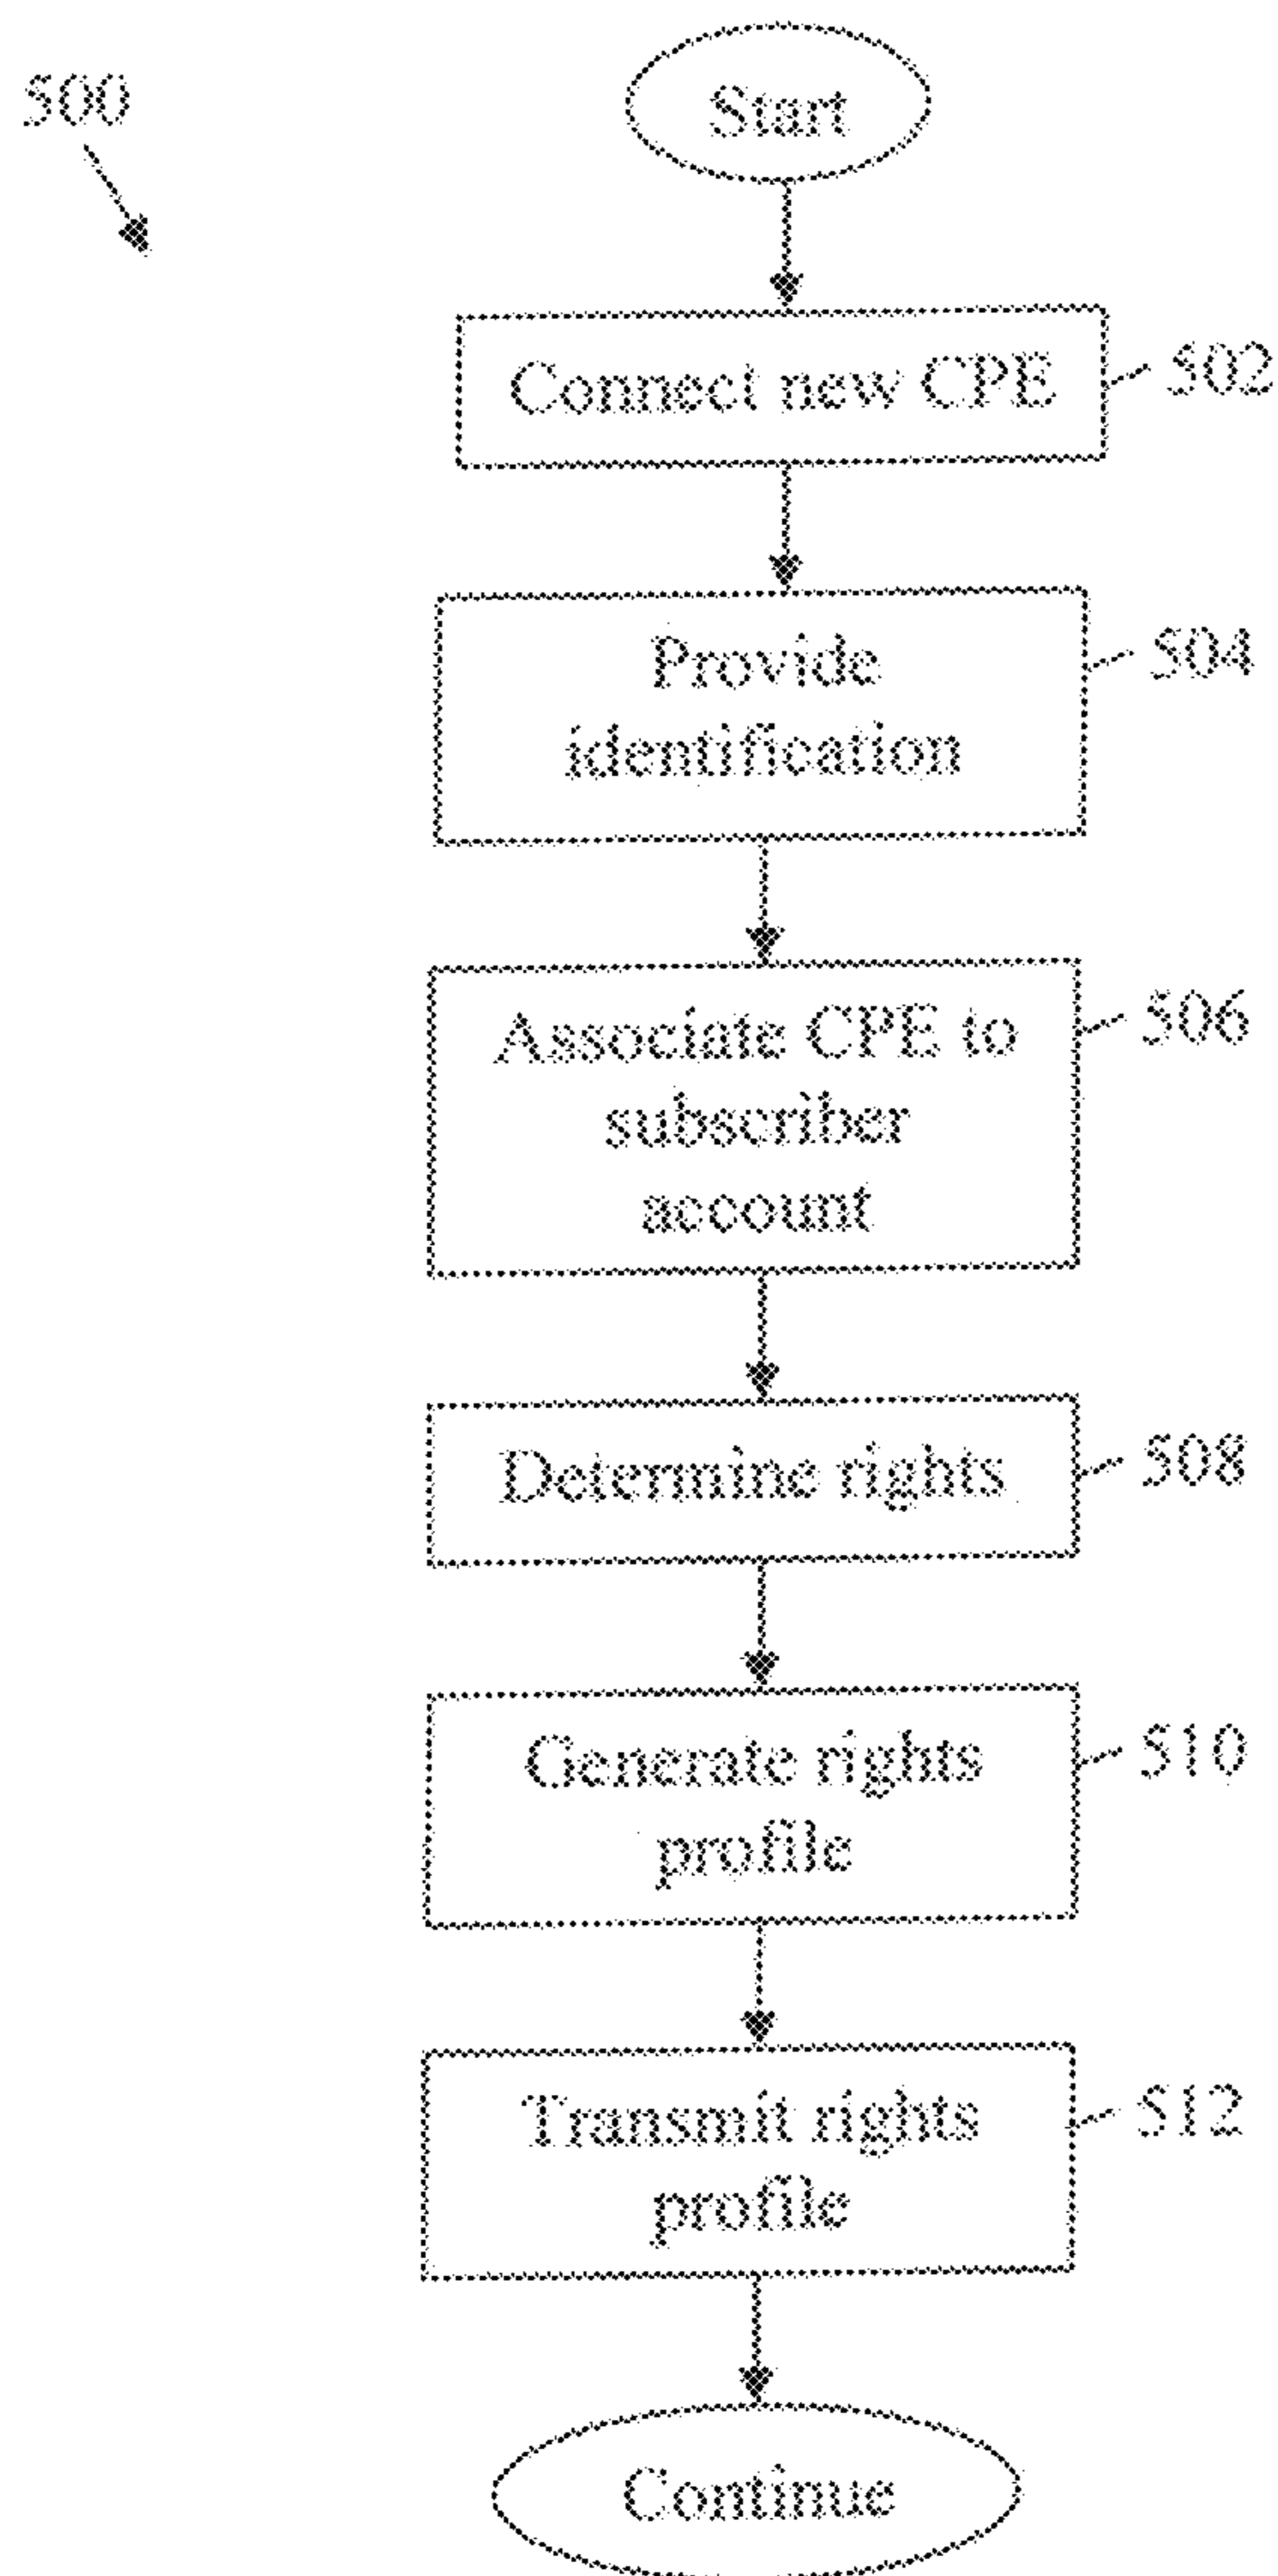 500
Start
Connect new CPE
502
Provide
identification
504
Associate CPE to
subscriber
account
506
Determine rights
508
Generate rights
profile
510
Transmit rights
profile
512
Continue